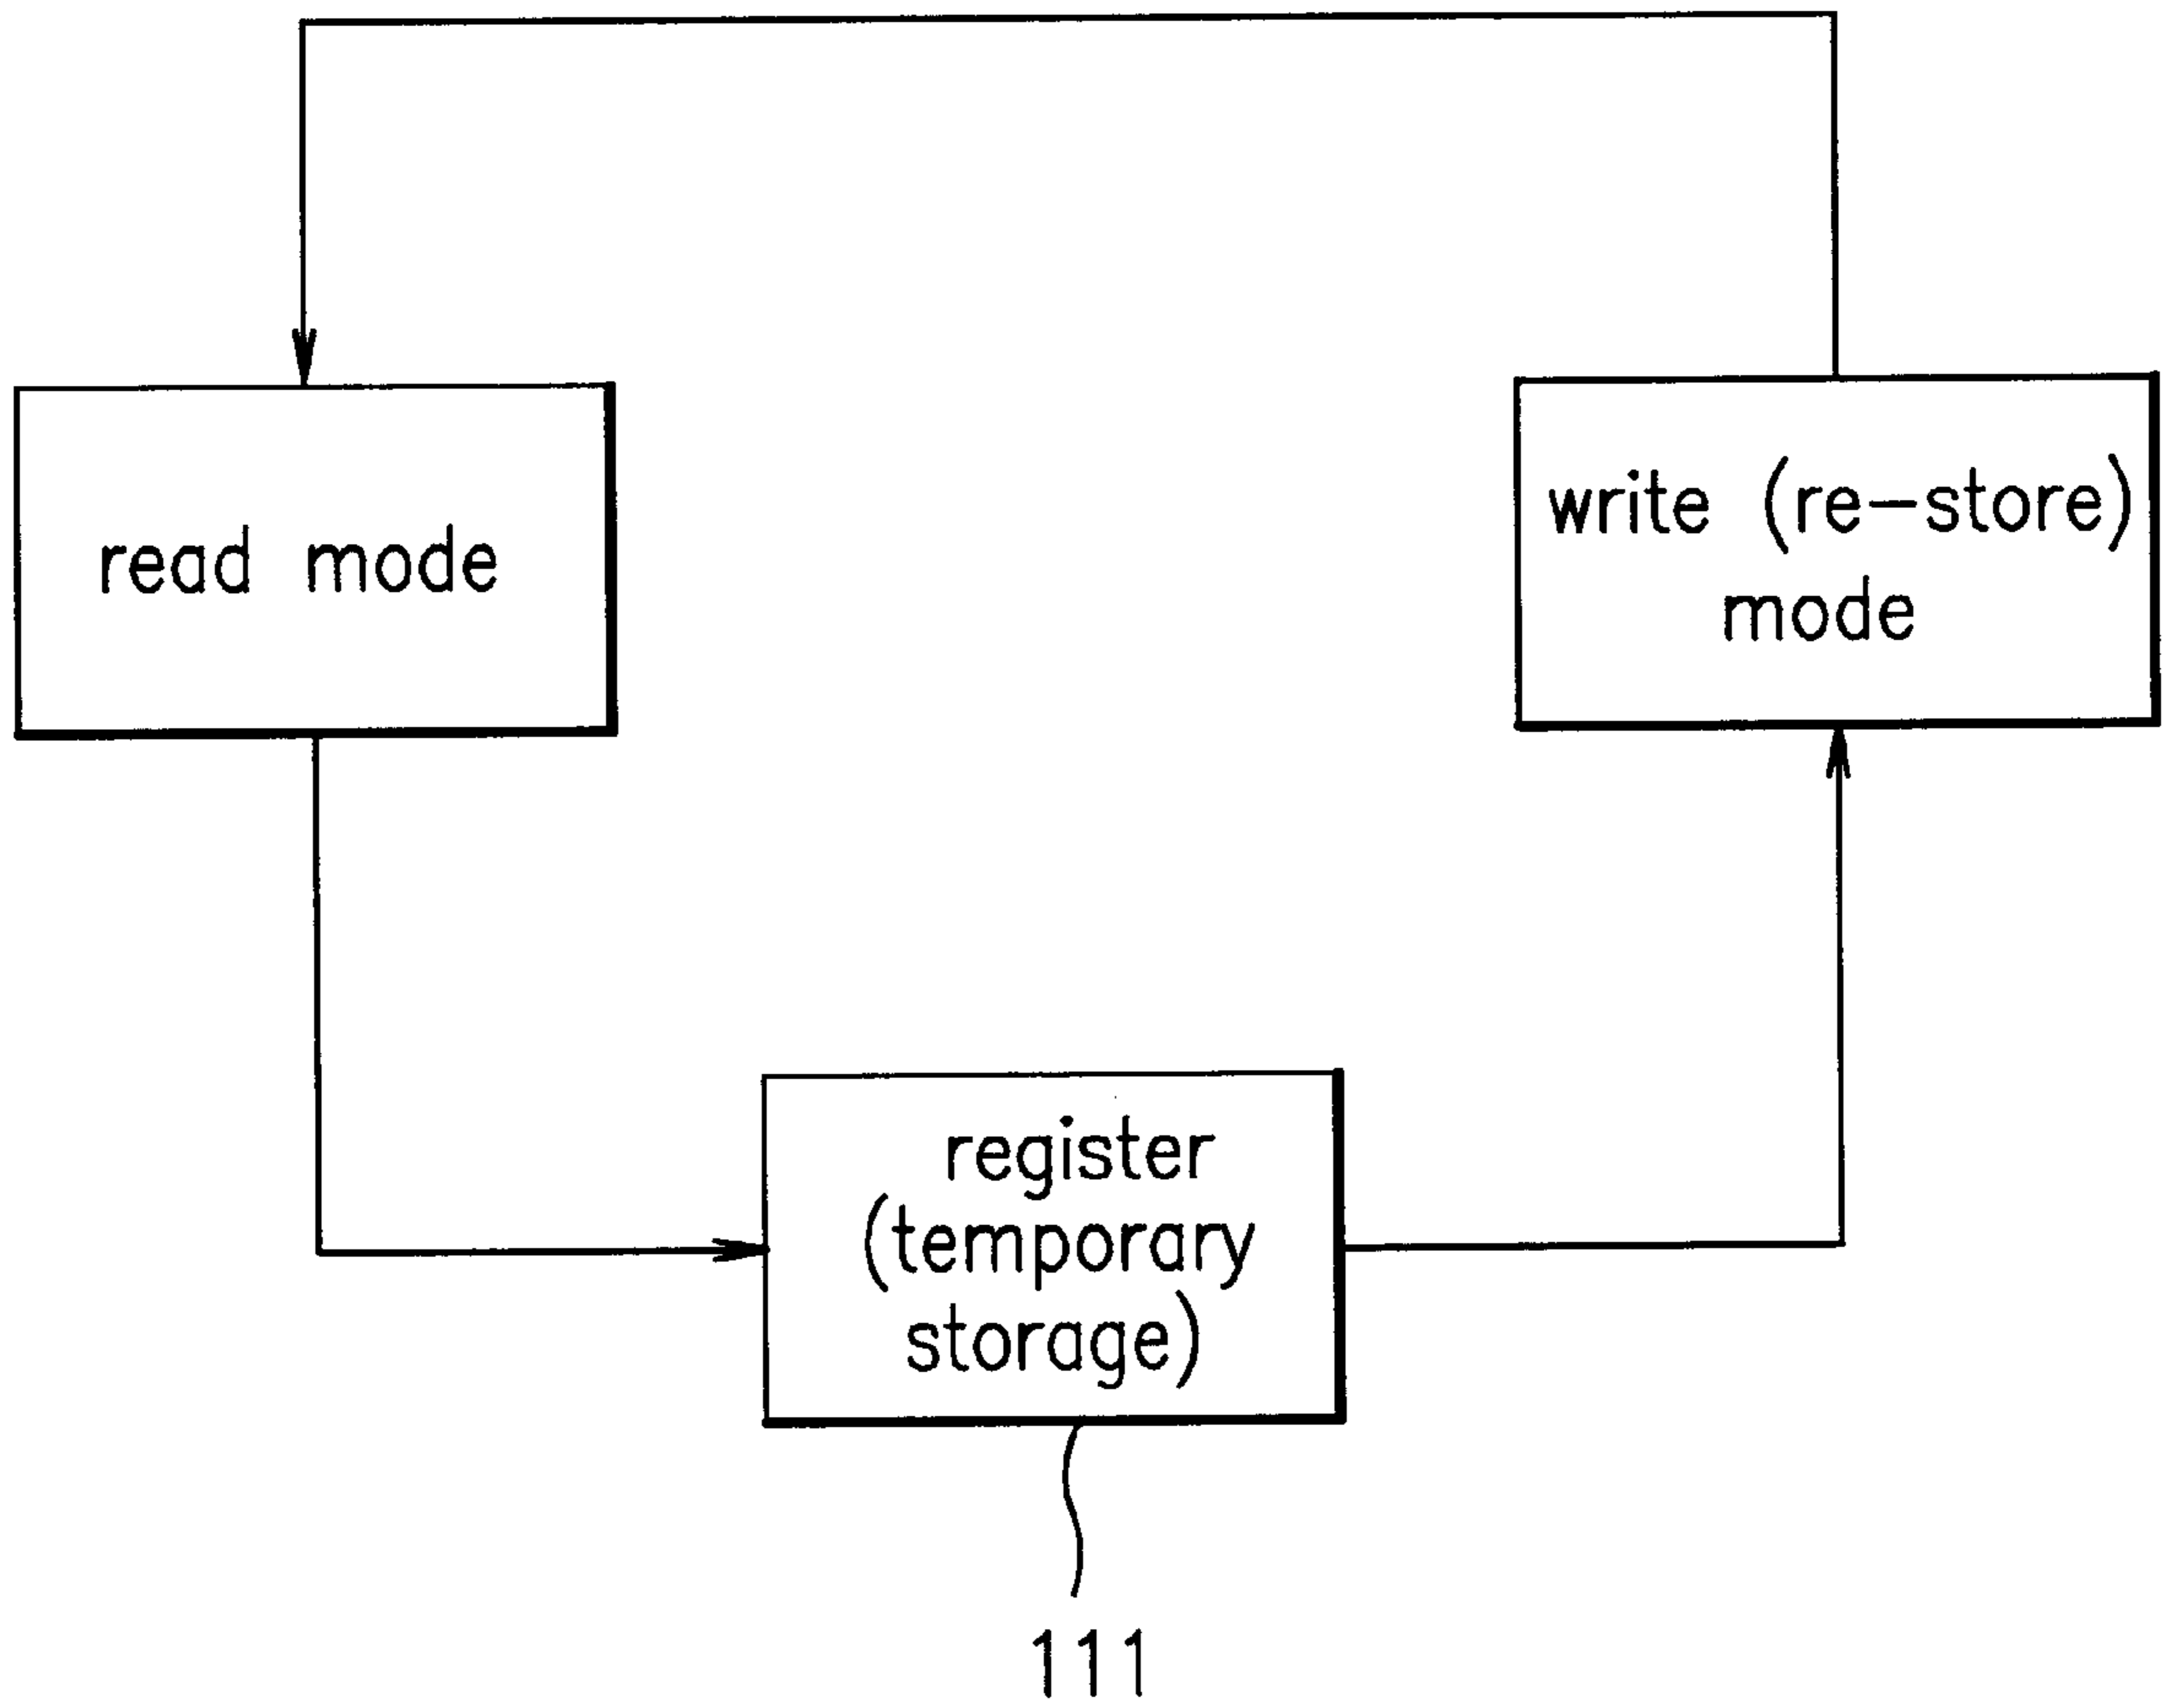 read mode
write (re-store)
mode
register
(temporary
storage)
111